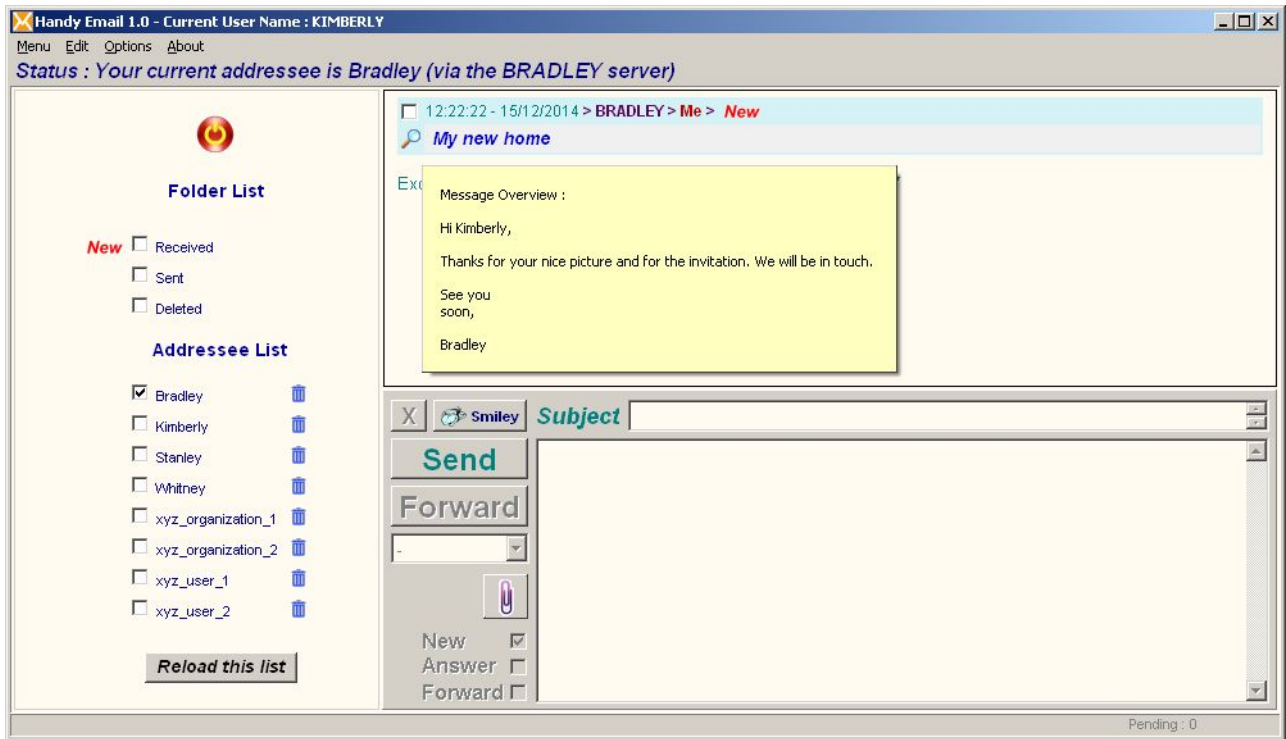 Handy Email 1.0 - Current User Name : KIMBERLY
Menu Edit Options About
Status : Your current addressee is Bradley (via the BRADLEY server)
Folder List
New Received
Sent
Deleted
Addressee List
Bradley
Kimberly
Stanley
Whitney
xyz_organization_1
xyz_organization_2
xyz_user_1
xyz_user_2
Reload this list
12:22:22 - 15/12/2014 > BRADLEY > Me > New
My new home
Message Overview :
Hi Kimberly,
Thanks for your nice picture and for the invitation. We will be in touch.
See you
soon,
Bradley
X Smiley Subject
Send
Forward
-
New
Answer
Forward
Pending : 0